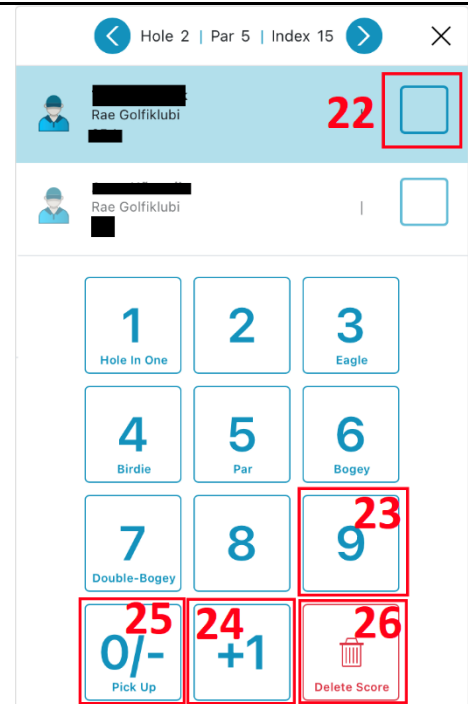 Hole 2 | Par 5 | Index 15
Rae Golfiklubi
22
Rae Golfiklubi
|
1 2 3
Hole In One Eagle
4 5 6
Birdie Par Bogey
23
7 8 9
Double-Bogey
25 24 26
0/- +1
Pick Up Delete Score